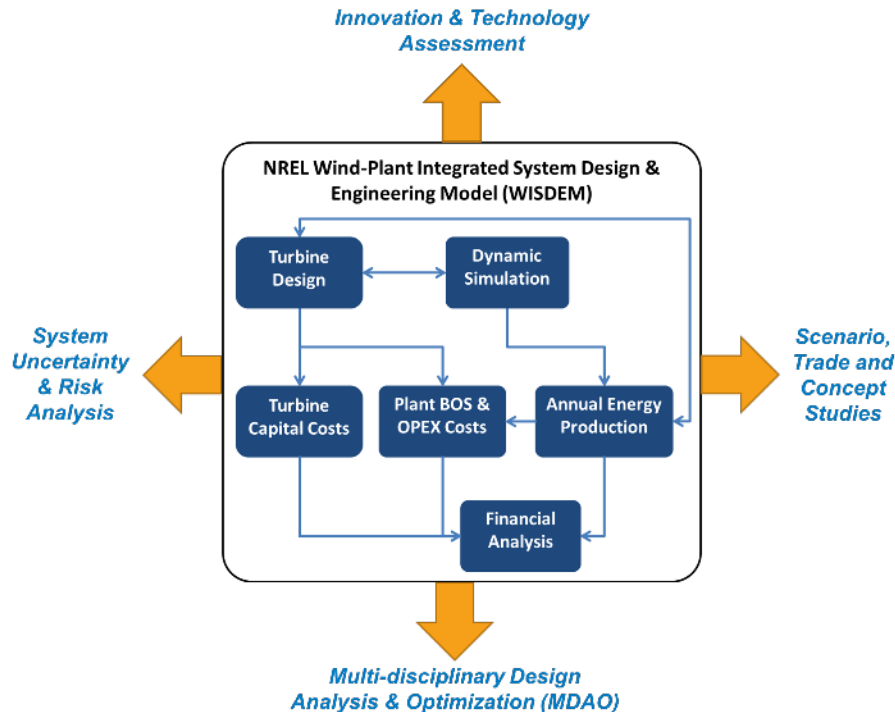 Innovation & Technology
Assessment
NREL Wind-Plant Integrated System Design &
Engineering Model (WISDEM)
Turbine
Design
Dynamic
Simulation
System
Uncertainty
& Risk
Analysis
Scenario,
Trade and
Concept
Studies
Turbine
Capital Costs
Plant BOS &
OPEX Costs
Annual Energy
Production
Financial
Analysis
Multi-disciplinary Design
Analysis & Optimization (MDAO)